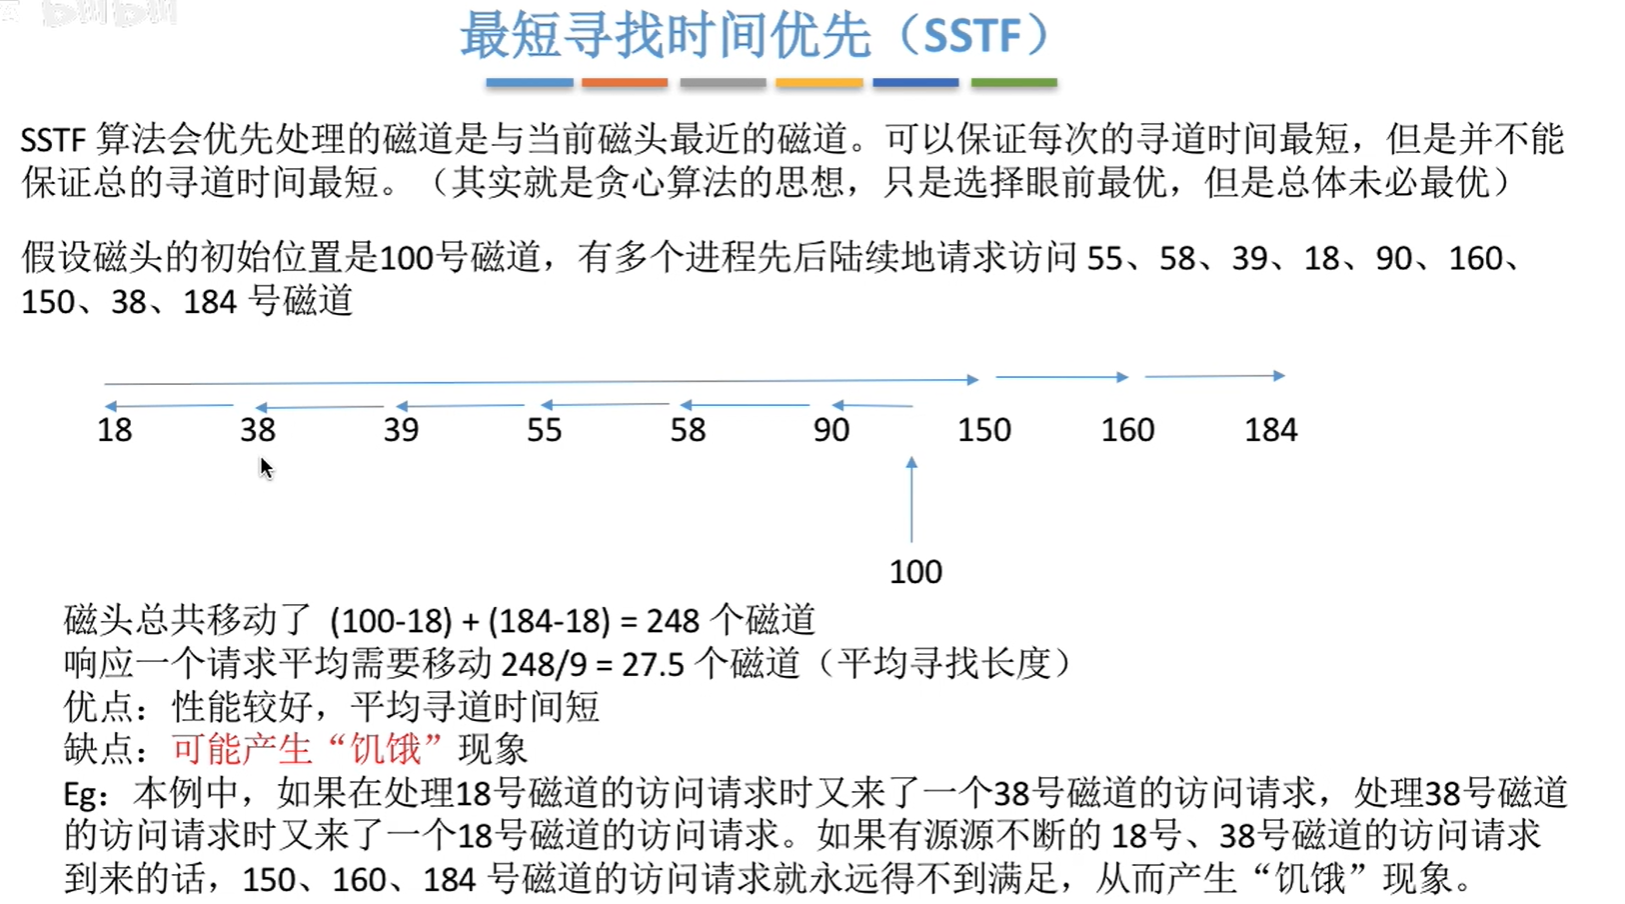 最短寻找时间优先（SSTF）
SSTF 算法会优先处理的磁道是与当前磁头最近的磁道。可以保证每次的寻道时间最短，但是并不能
保证总的寻道时间最短。（其实就是贪心算法的思想，只是选择眼前最优，但是总体未必最优）
假设磁头的初始位置是100号磁道，有多个进程先后陆续地请求访问 55、58、39、18、90、160、
150、38、184 号磁道
18 38 39 55 58 90 150 160 184
100
磁头总共移动了 (100-18) + (184-18) = 248 个磁道
响应一个请求平均需要移动 248/9 = 27.5 个磁道（平均寻找长度）
优点：性能较好，平均寻道时间短
缺点：可能产生“饥饿”现象
Eg：本例中，如果在处理18号磁道的访问请求时又来了一个38号磁道的访问请求，处理38号磁道
的访问请求时又来了一个18号磁道的访问请求。如果有源源不断的 18号、38号磁道的访问请求
到来的话，150、160、184 号磁道的访问请求就永远得不到满足，从而产生“饥饿”现象。